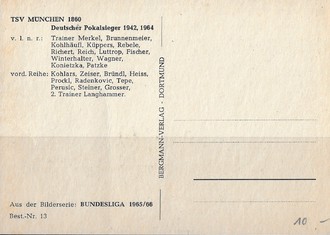 TSV MÜNCHEN 1860
Deutscher Pokalsieger 1942, 1964
v. l. n. r.: Trainer Merkel, Brunnenmeier,
Kohlhäufl, Küppers, Rebele,
Richert, Reich, Luttrop, Fischer,
Winterhalter, Wagner,
Konietzka, Patzke
vord. Reihe: Kohlars, Zeiser, Bründl, Heiss,
Prockl, Radenkovic, Tepe,
Perusic, Steiner, Grosser,
2. Trainer Langhammer.
Aus der Bilderserie: BUNDESLIGA 1965/66
Best.-Nr. 13
BERGMANN-VERLAG - DORTMUND
10 -